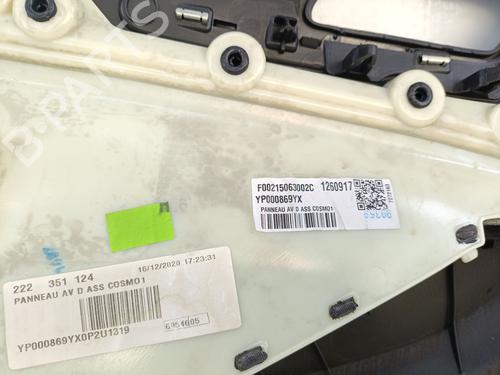 B-PARTS
F00215063002C 1260917
YP000869YX
PANNEAU AV D ASS COSMO1
222 351 124 16/12/2020 17:23:31
PANNEAU AV D ASS COSMO1
6354605
YP000869YX0P2U1319